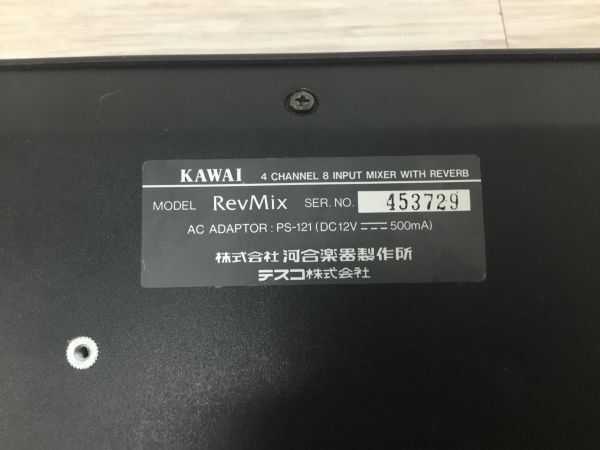 KAWAI 4 CHANNEL 8 INPUT MIXER WITH REVERB
MODEL RevMix SER. NO. 453729
AC ADAPTOR : PS-121 (DC12V ⎓ 500mA)
株式会社 河合楽器製作所
テスコ株式会社